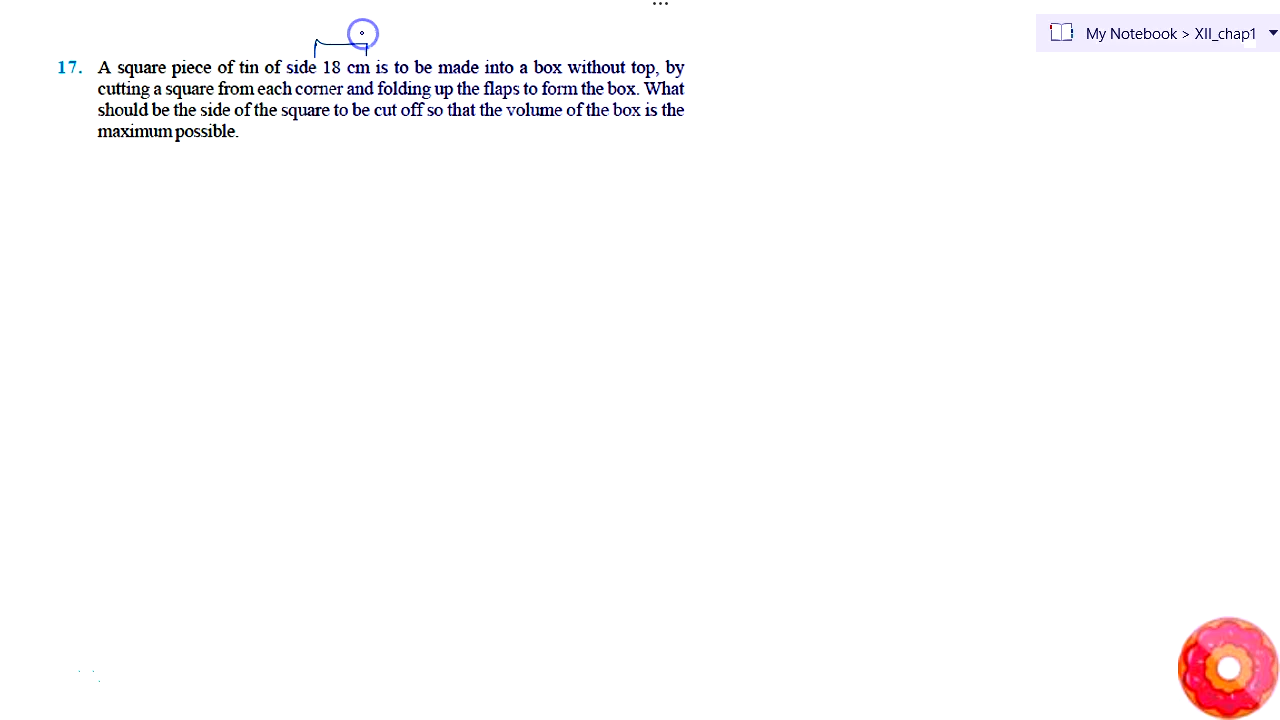 ...
My Notebook > XII_chap1
17. A square piece of tin of side 18 cm is to be made into a box without top, by
cutting a square from each corner and folding up the flaps to form the box. What
should be the side of the square to be cut off so that the volume of the box is the
maximum possible.